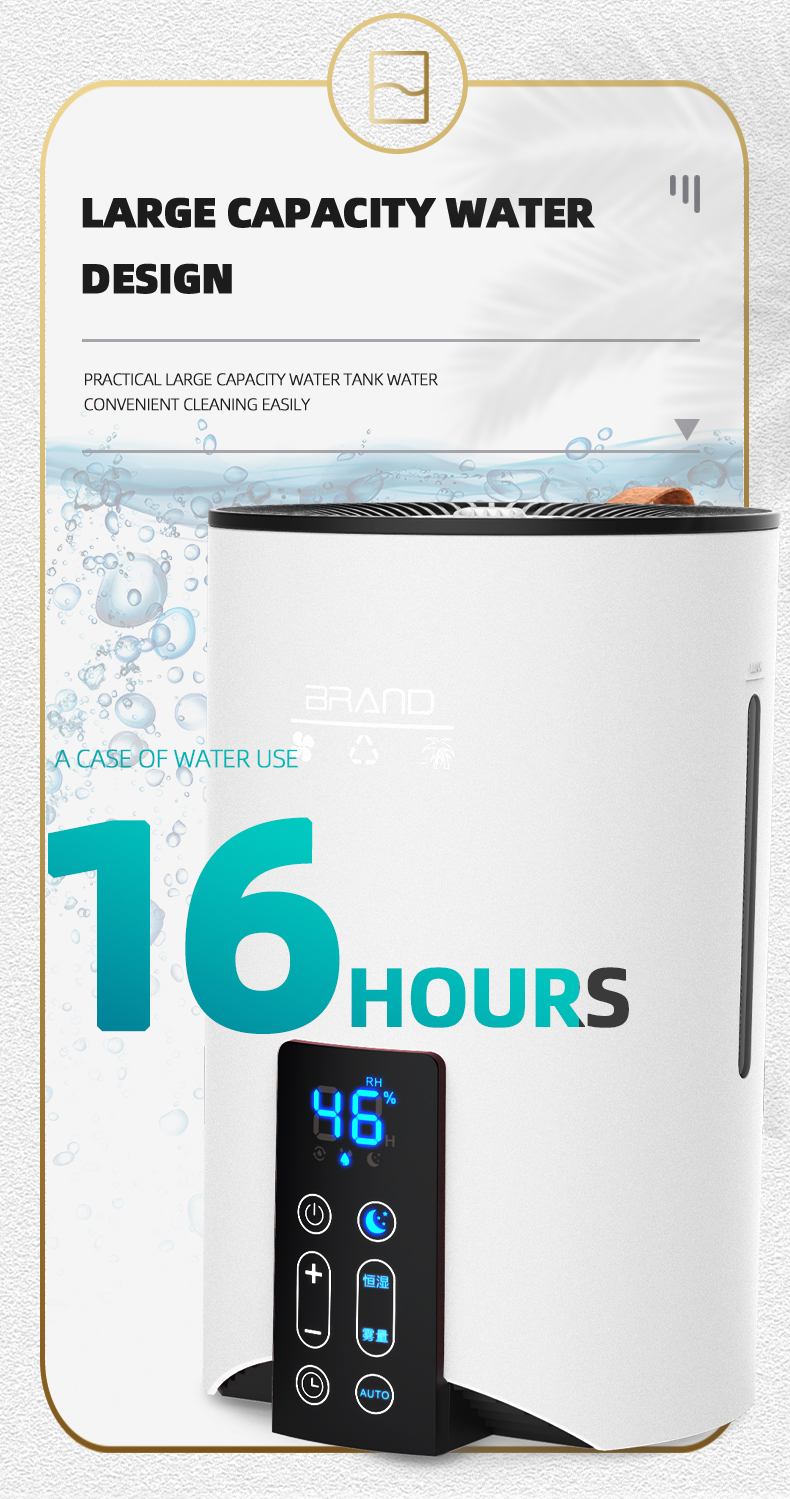 LARGE CAPACITY WATER
DESIGN
PRACTICAL LARGE CAPACITY WATER TANK WATER
CONVENIENT CLEANING EASILY
BRAND
A CASE OF WATER USE
16 HOURS
RH
46 %
H
恒湿
雾量
AUTO